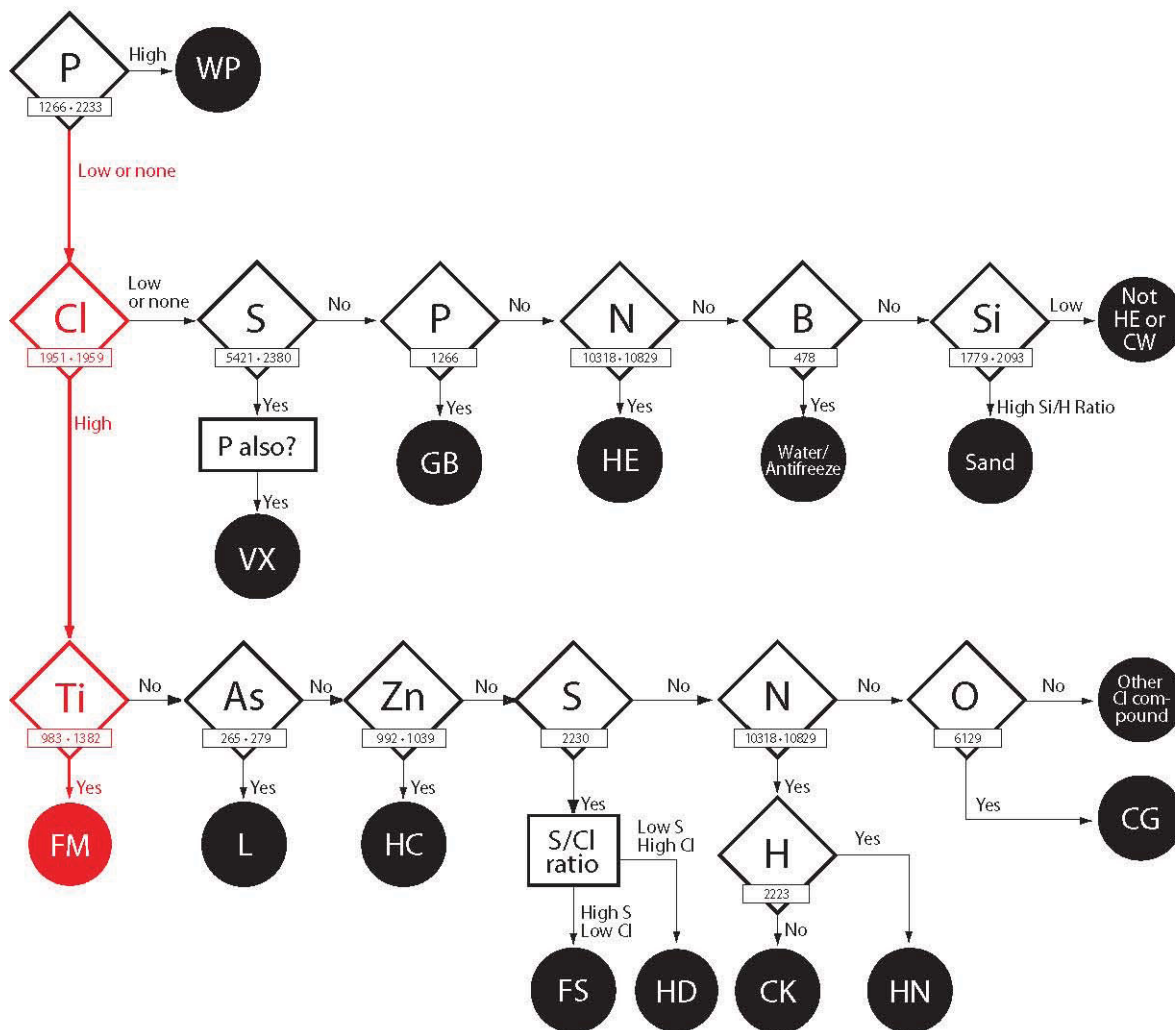 P
High
WP
1266 • 2233
Low or none
Cl
1951 • 1959
Low
or none
S
5421 • 2380
No
P
1266
No
N
10318 • 10829
No
B
478
No
Si
1779 • 2093
Low
Not
HE or
CW
High
Yes
P also?
Yes
VX
Yes
GB
Yes
HE
Yes
Water/
Antifreeze
High Si/H Ratio
Sand
Ti
983 • 1382
No
As
265 • 279
No
Zn
992 • 1039
No
S
2230
No
N
10318 • 10829
No
O
6129
No
Other
Cl com-
pound
Yes
FM
Yes
L
Yes
HC
Yes
S/Cl
ratio
Low S
High Cl
High S
Low Cl
Yes
H
2223
Yes
No
Yes
CG
FS
HD
CK
HN